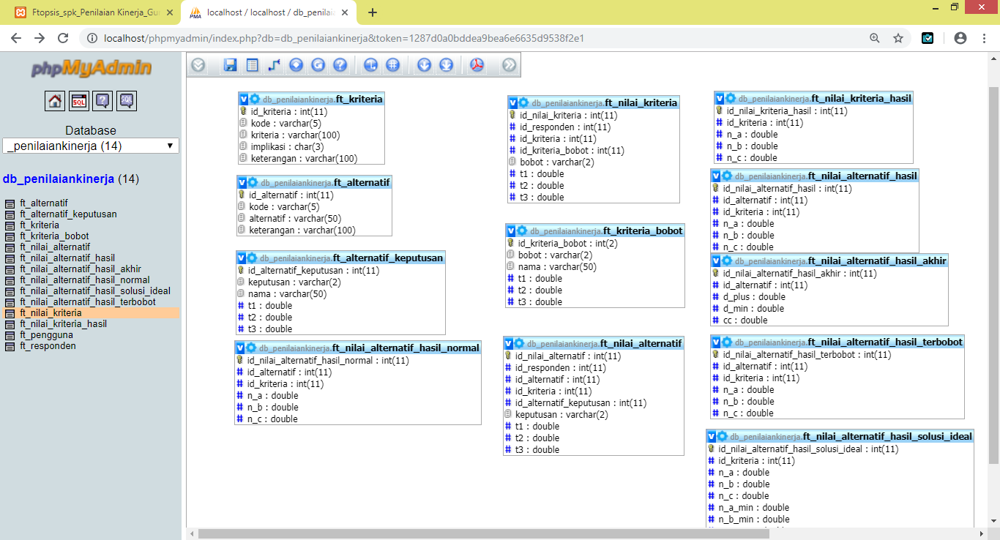 Ftopsis_spk_Penilaian Kinerja_Gu
localhost / localhost / db_penilaia
localhost/phpmyadmin/index.php?db=db_penilaiankinerja&token=1287d0a0bddea9bea6e6635d9538f2e1
phpMyAdmin
SQL
SQL
Database
_penilaiankinerja (14)
db_penilaiankinerja (14)
ft_alternatif
ft_alternatif_keputusan
ft_kriteria
ft_kriteria_bobot
ft_nilai_alternatif
ft_nilai_alternatif_hasil
ft_nilai_alternatif_hasil_akhir
ft_nilai_alternatif_hasil_normal
ft_nilai_alternatif_hasil_solusi_ideal
ft_nilai_alternatif_hasil_terbobot
ft_nilai_kriteria
ft_nilai_kriteria_hasil
ft_pengguna
ft_responden
v db_penilaiankinerja.ft_kriteria
id_kriteria : int(11)
kode : varchar(5)
kriteria : varchar(100)
implikasi : char(3)
keterangan : varchar(100)
v db_penilaiankinerja.ft_alternatif
id_alternatif : int(11)
kode : varchar(5)
alternatif : varchar(50)
keterangan : varchar(100)
v db_penilaiankinerja.ft_alternatif_keputusan
id_alternatif_keputusan : int(11)
keputusan : varchar(2)
nama : varchar(50)
# t1 : double
# t2 : double
# t3 : double
v db_penilaiankinerja.ft_nilai_alternatif_hasil_normal
id_nilai_alternatif_hasil_normal : int(11)
# id_alternatif : int(11)
# id_kriteria : int(11)
# n_a : double
# n_b : double
# n_c : double
v db_penilaiankinerja.ft_nilai_kriteria
id_nilai_kriteria : int(11)
# id_responden : int(11)
# id_kriteria : int(11)
# id_kriteria_bobot : int(11)
bobot : varchar(2)
# t1 : double
# t2 : double
# t3 : double
v db_penilaiankinerja.ft_kriteria_bobot
id_kriteria_bobot : int(2)
bobot : varchar(2)
nama : varchar(50)
# t1 : double
# t2 : double
# t3 : double
v db_penilaiankinerja.ft_nilai_alternatif
id_nilai_alternatif : int(11)
# id_responden : int(11)
# id_alternatif : int(11)
# id_kriteria : int(11)
# id_alternatif_keputusan : int(11)
keputusan : varchar(2)
# t1 : double
# t2 : double
# t3 : double
v db_penilaiankinerja.ft_nilai_kriteria_hasil
id_nilai_kriteria_hasil : int(11)
# id_kriteria : int(11)
# n_a : double
# n_b : double
# n_c : double
v db_penilaiankinerja.ft_nilai_alternatif_hasil
id_nilai_alternatif_hasil : int(11)
# id_alternatif : int(11)
# id_kriteria : int(11)
# n_a : double
# n_b : double
# n_c : double
v db_penilaiankinerja.ft_nilai_alternatif_hasil_akhir
id_nilai_alternatif_hasil_akhir : int(11)
# id_alternatif : int(11)
# d_plus : double
# d_min : double
# cc : double
v db_penilaiankinerja.ft_nilai_alternatif_hasil_terbobot
id_nilai_alternatif_hasil_terbobot : int(11)
# id_alternatif : int(11)
# id_kriteria : int(11)
# n_a : double
# n_b : double
# n_c : double
v db_penilaiankinerja.ft_nilai_alternatif_hasil_solusi_ideal
id_nilai_alternatif_hasil_solusi_ideal : int(11)
# id_kriteria : int(11)
# n_a : double
# n_b : double
# n_c : double
# n_a_min : double
# n_b_min : double